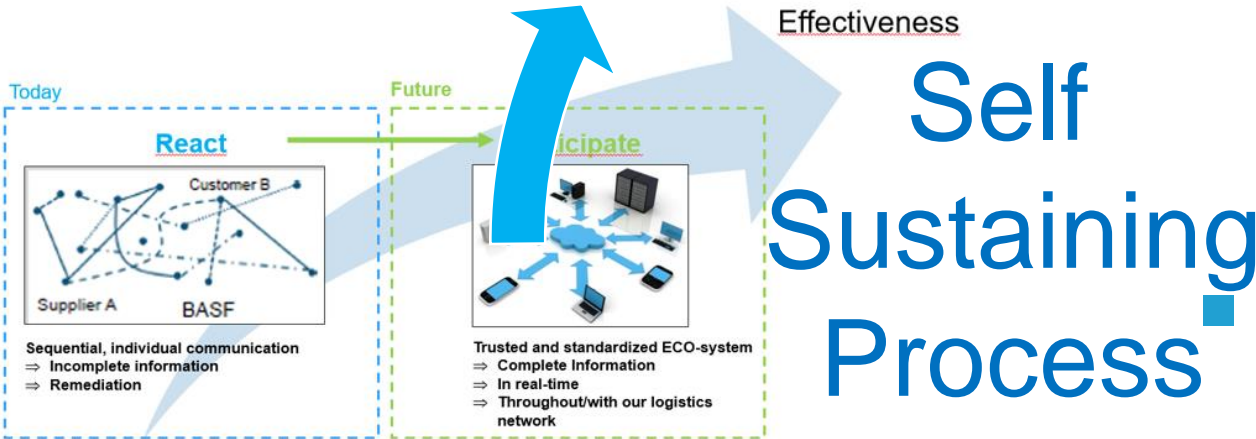 Effectiveness
Today
React
Customer B
Supplier A
BASF
Sequential, individual communication
⇒ Incomplete information
⇒ Remediation
Future
icipate
Trusted and standardized ECO-system
⇒ Complete Information
⇒ In real-time
⇒ Throughout/with our logistics
network
Self
Sustaining
Process